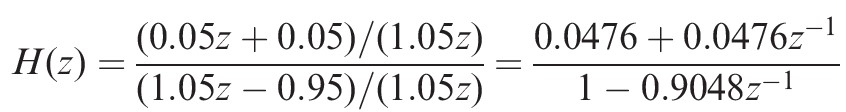 H(z) = (0.05z + 0.05)/(1.05z) / (1.05z − 0.95)/(1.05z) = 0.0476 + 0.0476z⁻¹ / 1 − 0.9048z⁻¹